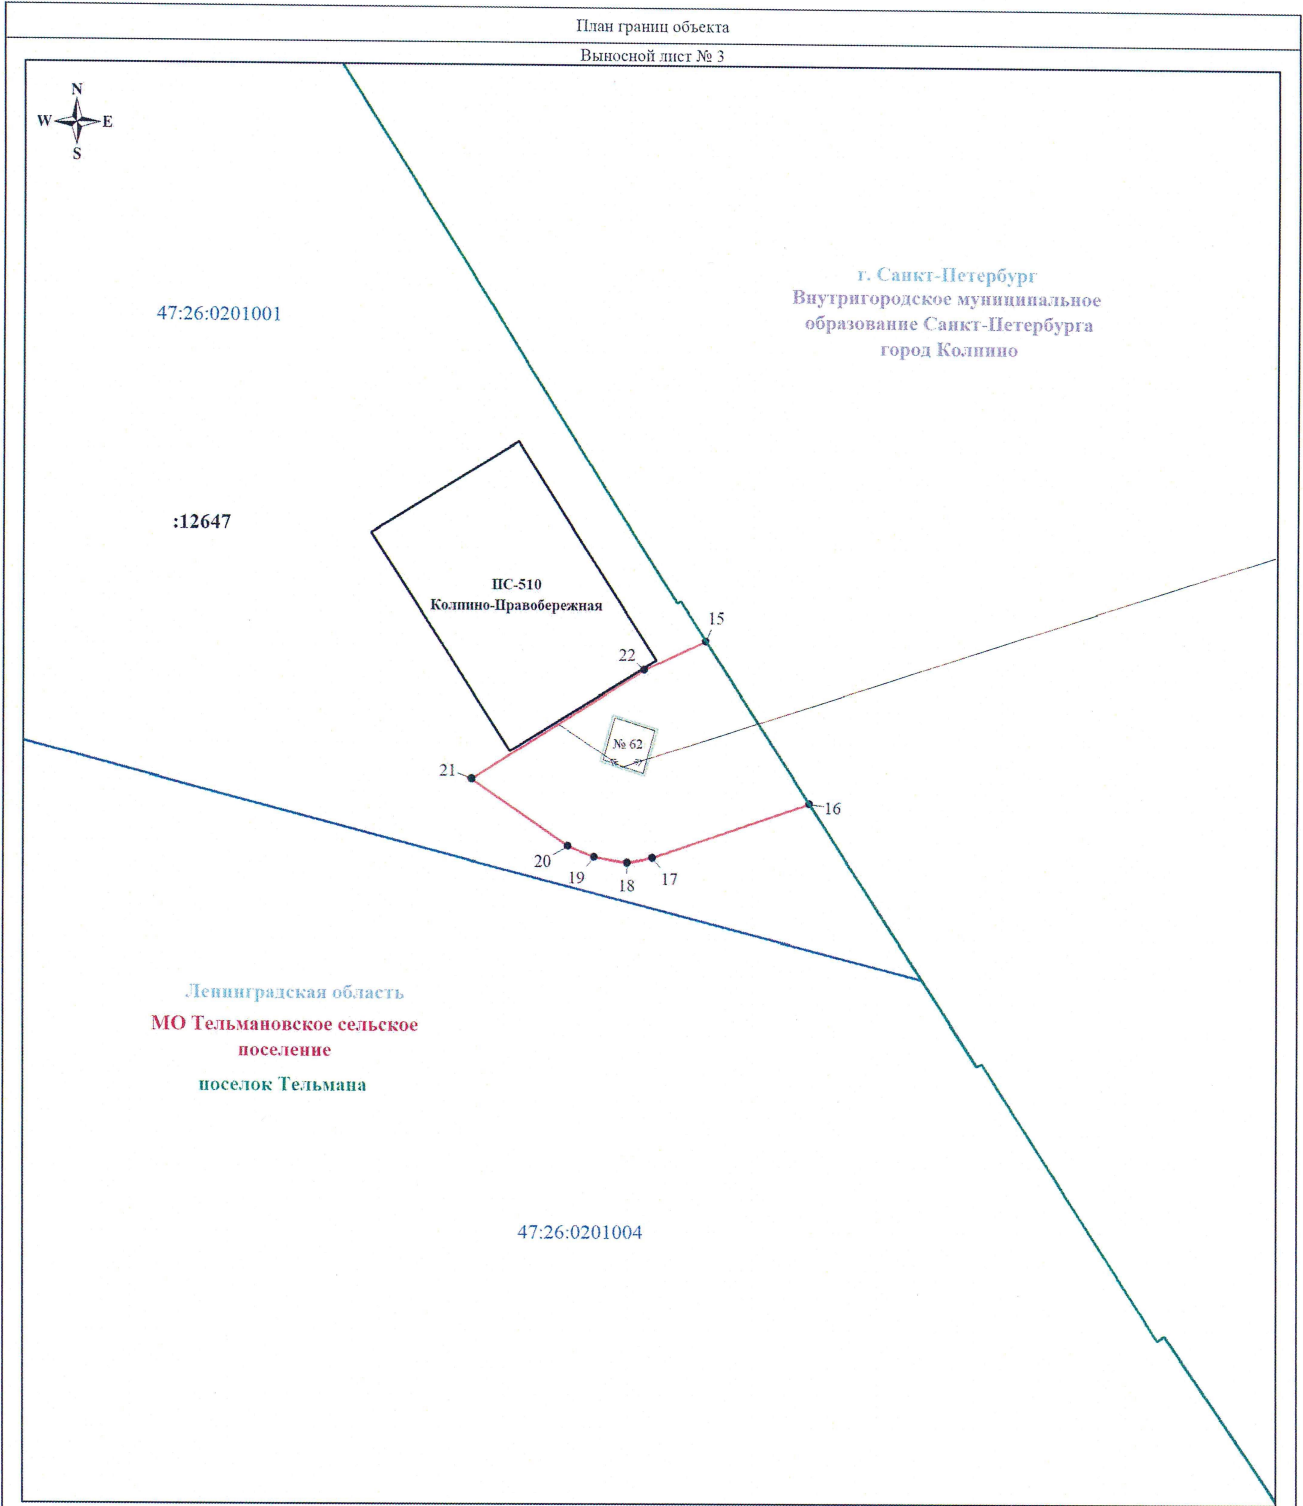 План границ объекта
Выносной лист № 3
N
W E
S
г. Санкт-Петербург
Внутригородское муниципальное
образование Санкт-Петербурга
город Колпино
47:26:0201001
:12647
ПС-510
Колпино-Правобережная
15
22
№ 62
21
16
20
19
18
17
Ленинградская область
МО Тельмановское сельское
поселение
поселок Тельмана
47:26:0201004